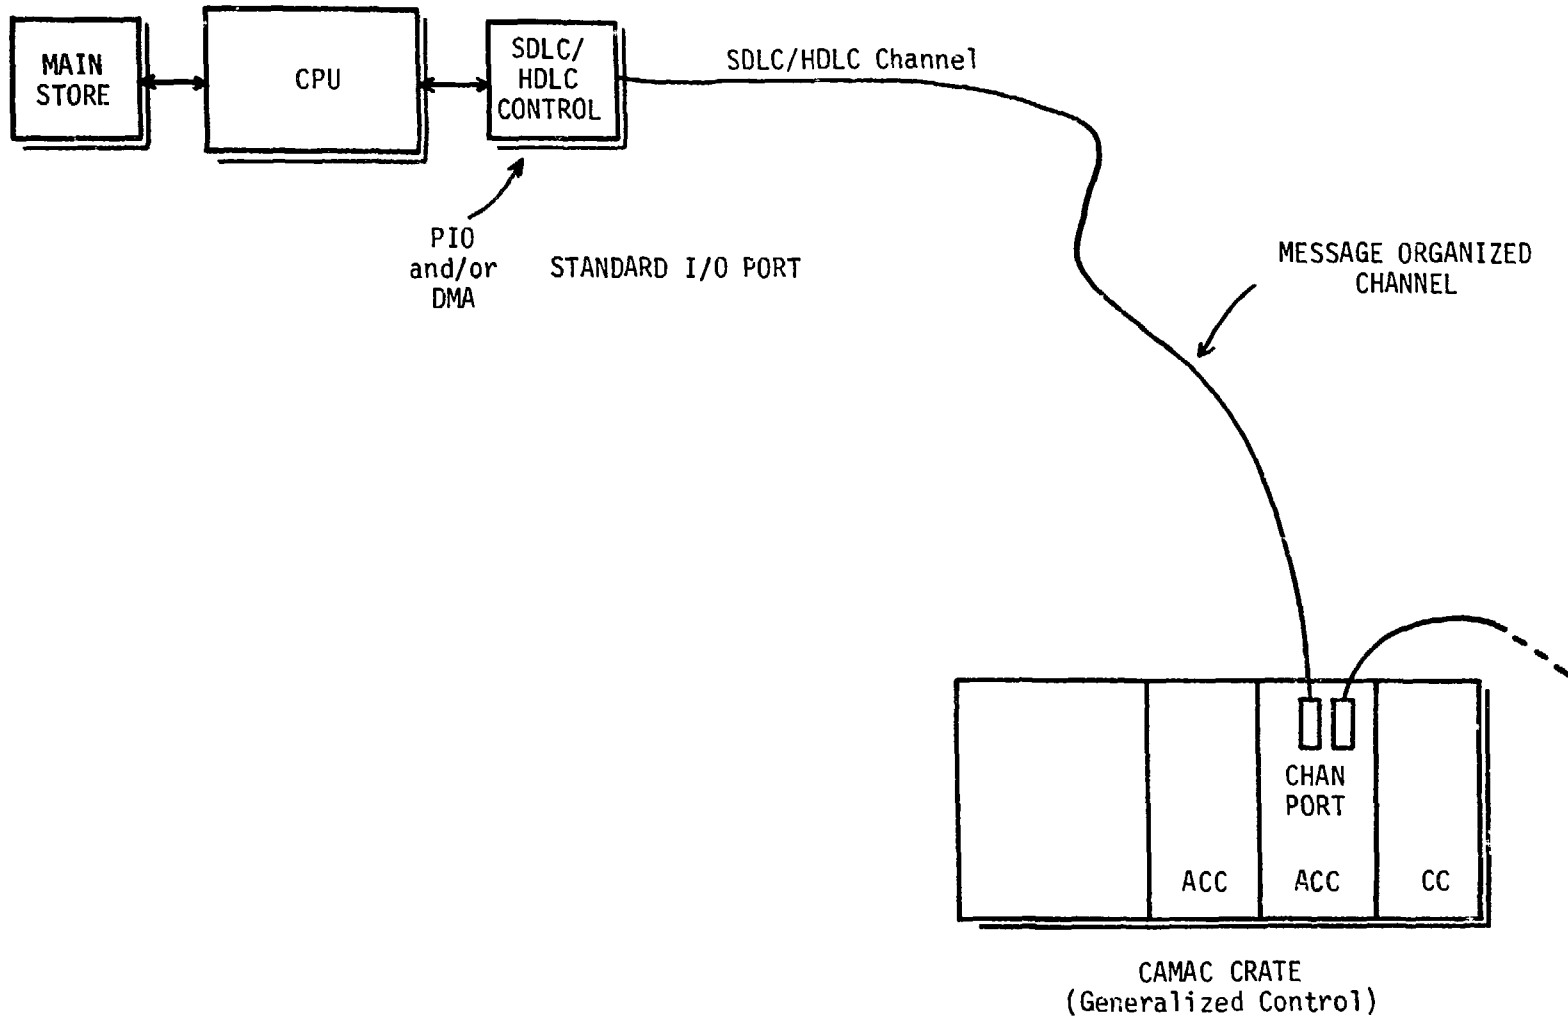 MAIN
STORE
CPU
SDLC/
HDLC
CONTROL
SDLC/HDLC Channel
PIO
and/or
DMA
STANDARD I/O PORT
MESSAGE ORGANIZED
CHANNEL
CHAN
PORT
ACC
ACC
CC
CAMAC CRATE
(Generalized Control)